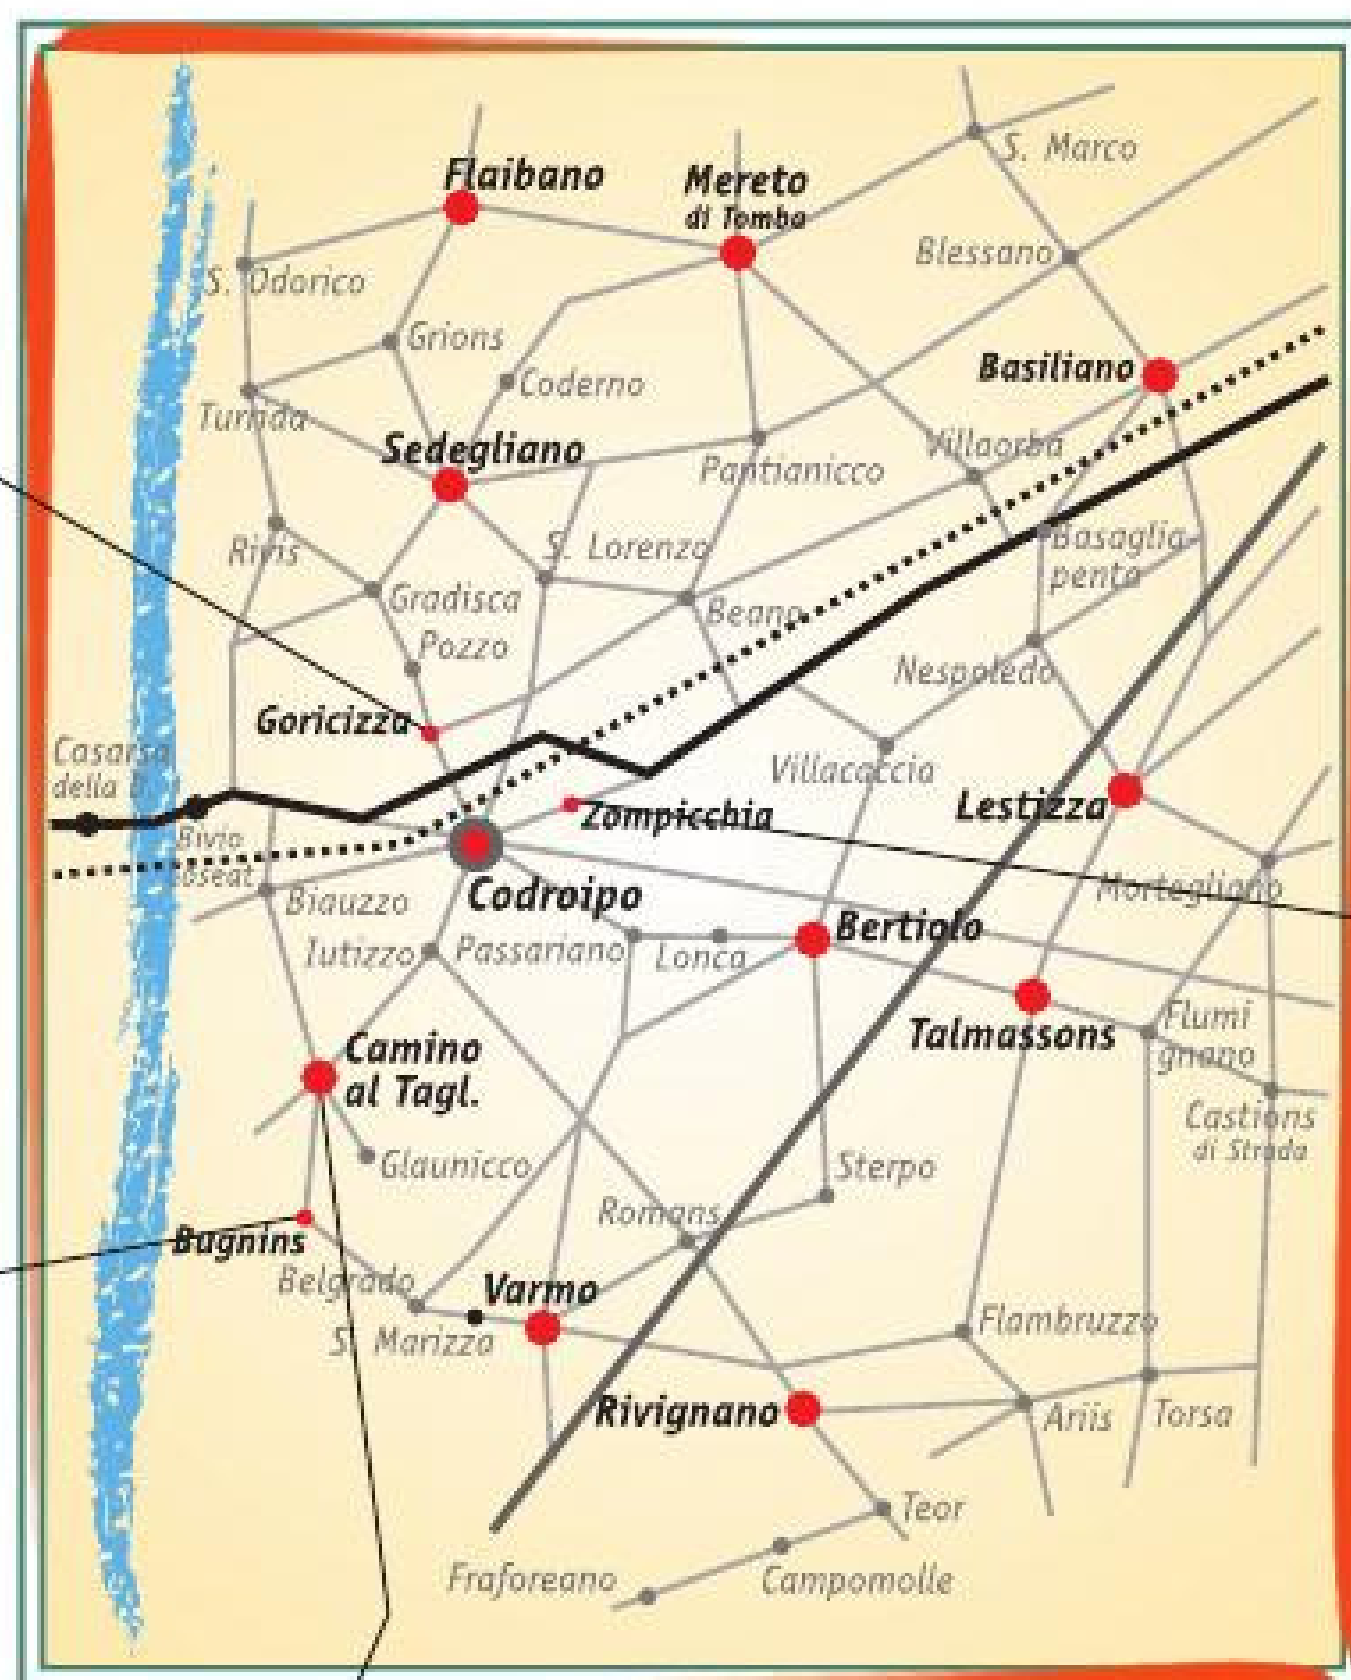 S. Marco
Flaibano
Mereto
di Tomba
Blessano
S. Odorico
Grions
Basiliano
Coderno
Turrida
Villaorba
Sedegliano
Pantianicco
Rivis
S. Lorenzo
Basaglia-
penta
Gradisca
Beano
Pozzo
Nespoledo
Goricizza
Casarsa
della D.
Villacaccia
Lestizza
Zompicchia
Bivio
Coseat
Mortegliano
Codroipo
Biauzzo
Bertiolo
Iutizzo
Passariano
Lonca
Flumi
gnano
Talmassons
Camino
al Tagl.
Castions
di Strada
Glaunicco
Sterpo
Romans
Bugnins
Belgrado
Varmo
Flambruzzo
S. Marizza
Rivignano
Ariis
Torsa
Teor
Fraforeano
Campomolle